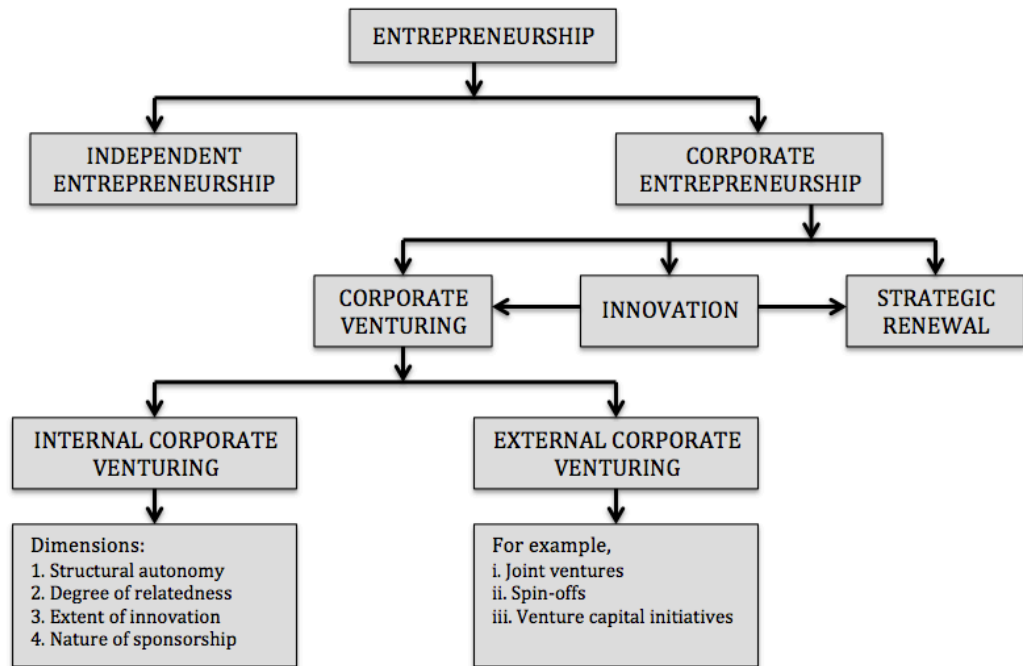 ENTREPRENEURSHIP
INDEPENDENT
ENTREPRENEURSHIP
CORPORATE
ENTREPRENEURSHIP
CORPORATE
VENTURING
INNOVATION
STRATEGIC
RENEWAL
INTERNAL CORPORATE
VENTURING
EXTERNAL CORPORATE
VENTURING
Dimensions:
1. Structural autonomy
2. Degree of relatedness
3. Extent of innovation
4. Nature of sponsorship
For example,
i. Joint ventures
ii. Spin-offs
iii. Venture capital initiatives